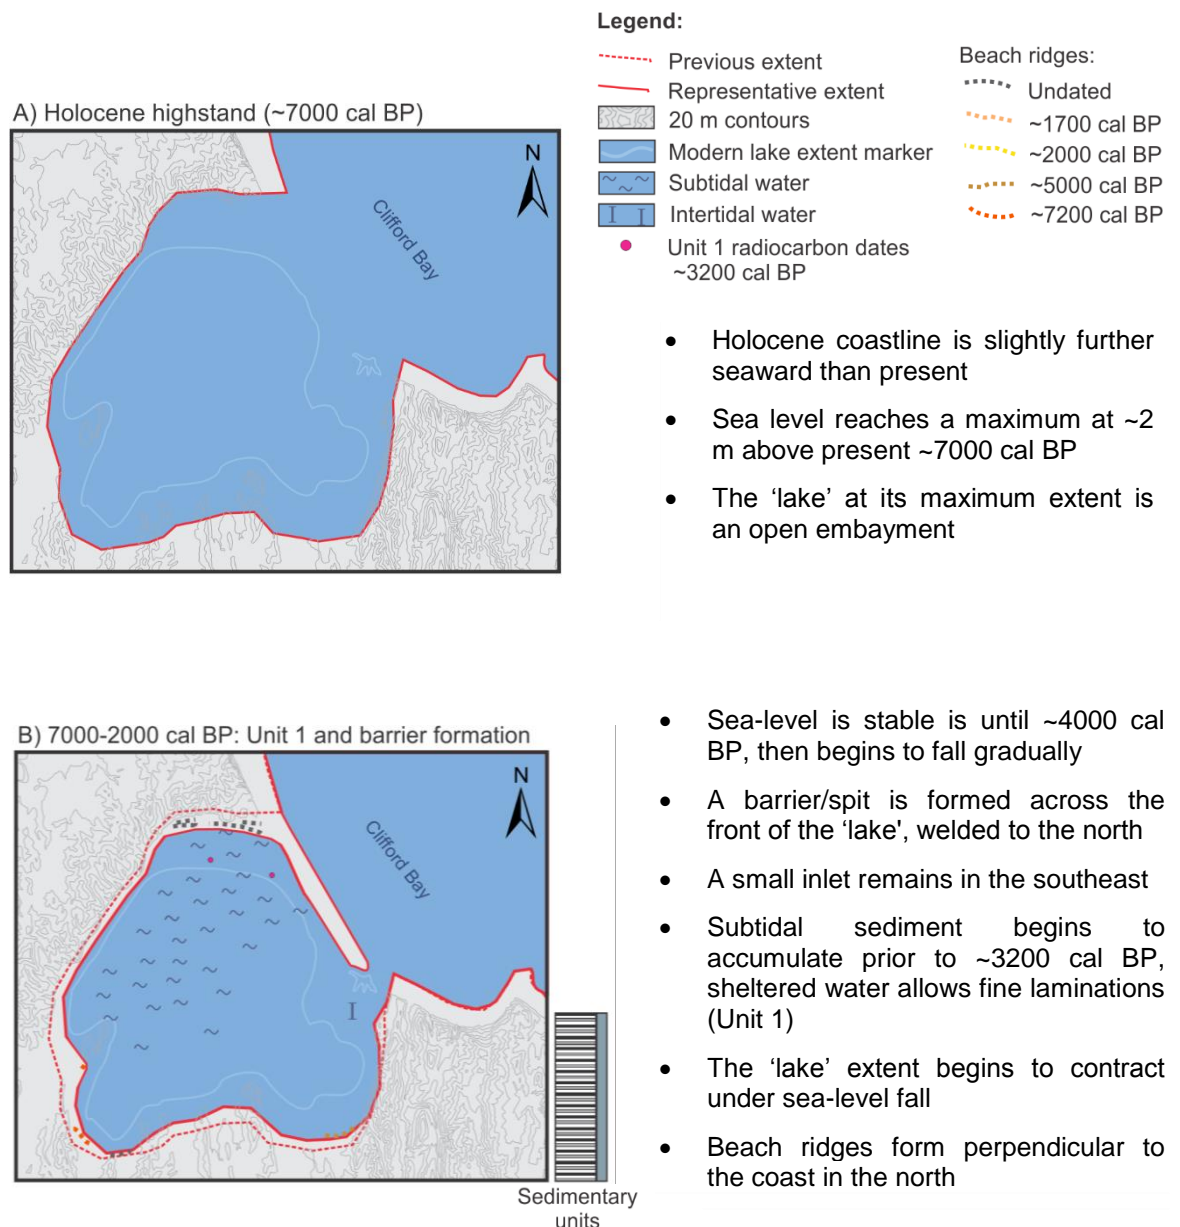 Legend:
Previous extent
Representative extent
20 m contours
Modern lake extent marker
Subtidal water
Intertidal water
Unit 1 radiocarbon dates
~3200 cal BP
Beach ridges:
Undated
~1700 cal BP
~2000 cal BP
~5000 cal BP
~7200 cal BP
A) Holocene highstand (~7000 cal BP)
N
Clifford Bay
• Holocene coastline is slightly further
seaward than present
• Sea level reaches a maximum at ~2
m above present ~7000 cal BP
• The ‘lake’ at its maximum extent is
an open embayment
B) 7000-2000 cal BP: Unit 1 and barrier formation
N
Clifford Bay
I
Sedimentary
units
• Sea-level is stable is until ~4000 cal
BP, then begins to fall gradually
• A barrier/spit is formed across the
front of the ‘lake', welded to the north
• A small inlet remains in the southeast
• Subtidal sediment begins to
accumulate prior to ~3200 cal BP,
sheltered water allows fine laminations
(Unit 1)
• The ‘lake’ extent begins to contract
under sea-level fall
• Beach ridges form perpendicular to
the coast in the north